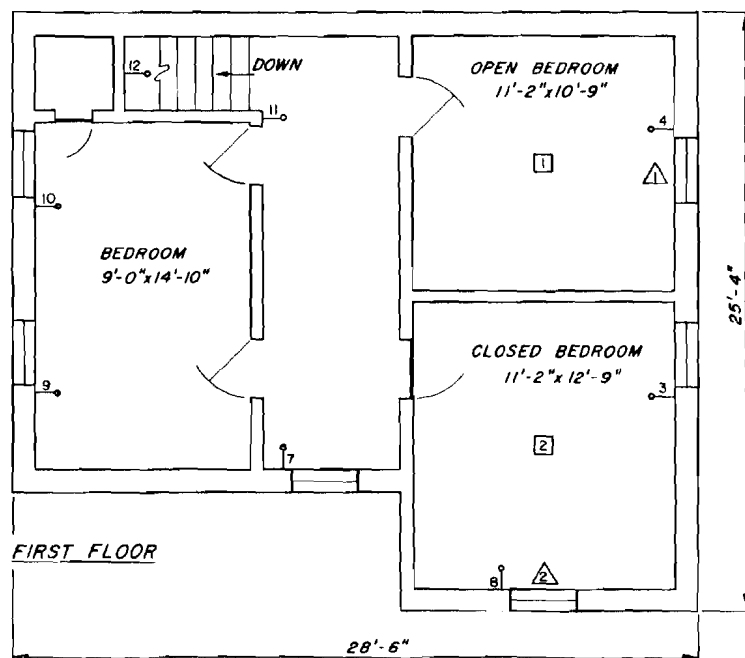 12
DOWN
11
OPEN BEDROOM
11'-2"x10'-9"
4
1
1
10
BEDROOM
9'-0"x14'-10"
25'-4"
9
CLOSED BEDROOM
11'-2"x12'-9"
3
2
7
FIRST FLOOR
8
2
28'-6"